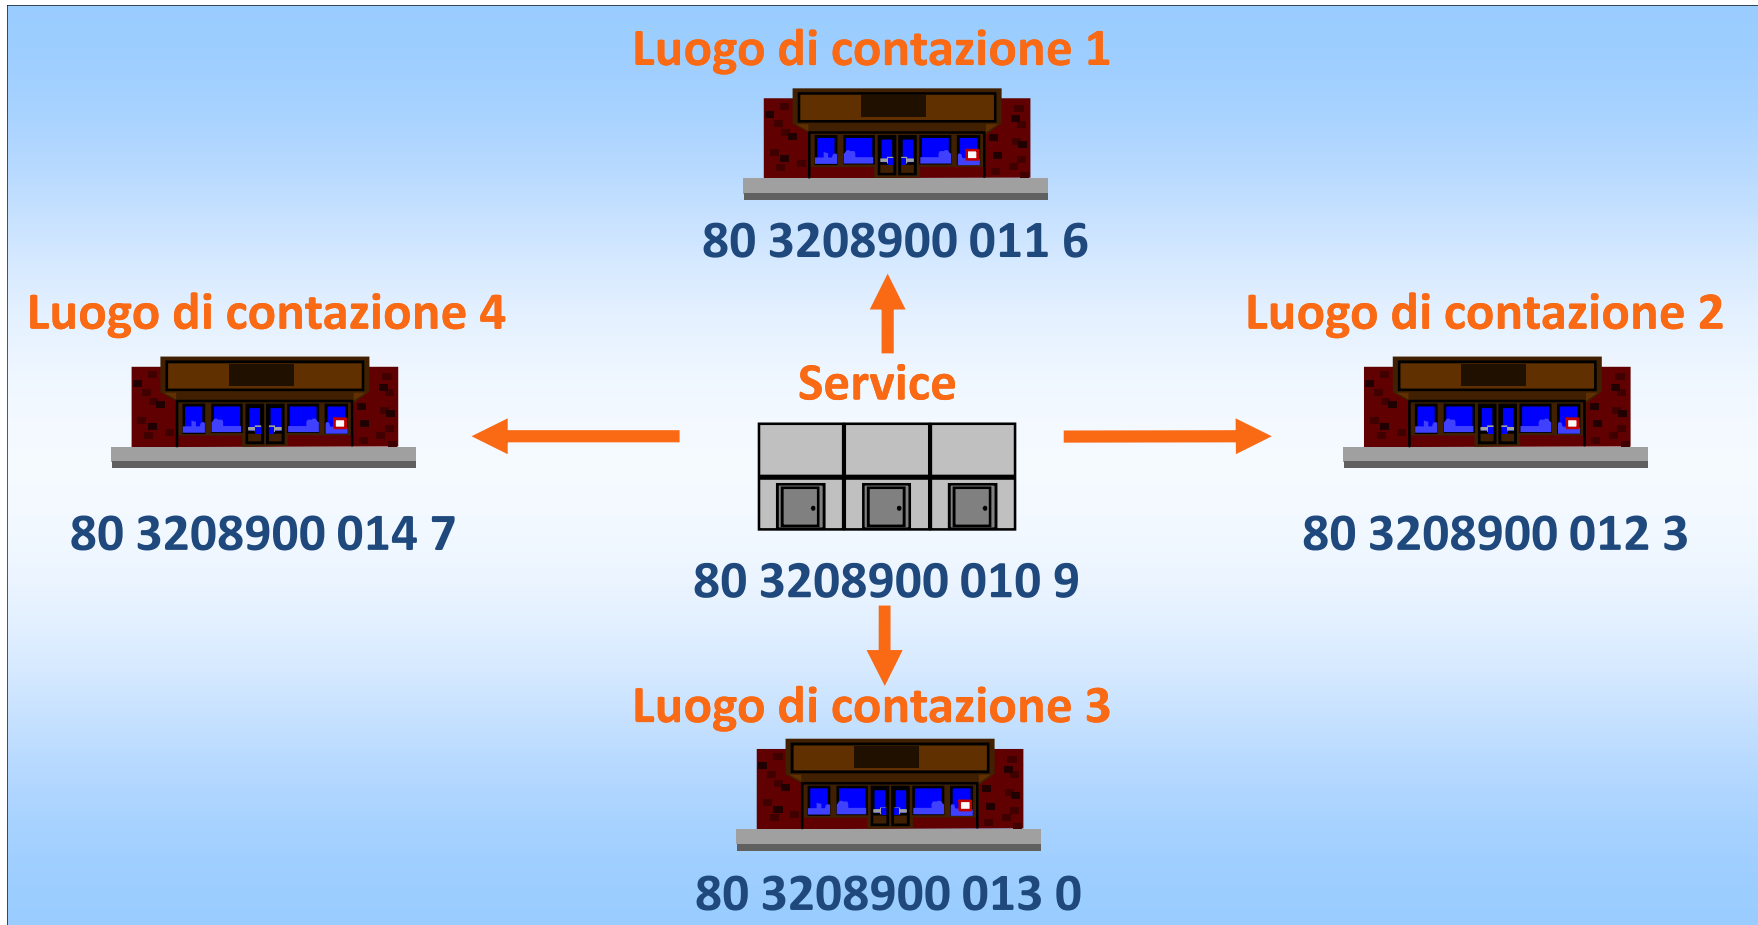 Luogo di contazione 1
80 3208900 011 6
Luogo di contazione 4
Luogo di contazione 2
Service
80 3208900 014 7
80 3208900 012 3
80 3208900 010 9
Luogo di contazione 3
80 3208900 013 0